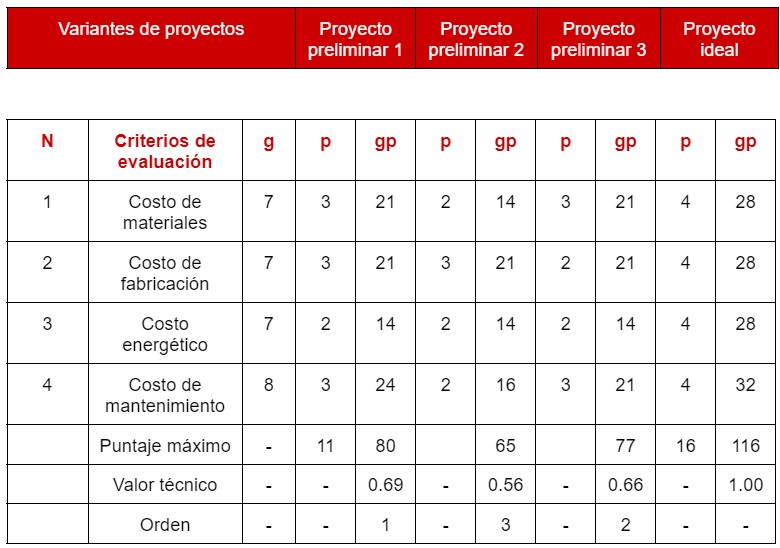 Variantes de proyectos Proyecto preliminar 1 Proyecto preliminar 2 Proyecto preliminar 3 Proyecto ideal
N Criterios de evaluación g p gp p gp p gp p gp
1 Costo de materiales 7 3 21 2 14 3 21 4 28
2 Costo de fabricación 7 3 21 3 21 2 21 4 28
3 Costo energético 7 2 14 2 14 2 14 4 28
4 Costo de mantenimiento 8 3 24 2 16 3 21 4 32
Puntaje máximo - 11 80 65 77 16 116
Valor técnico - - 0.69 - 0.56 - 0.66 - 1.00
Orden - - 1 - 3 - 2 - -